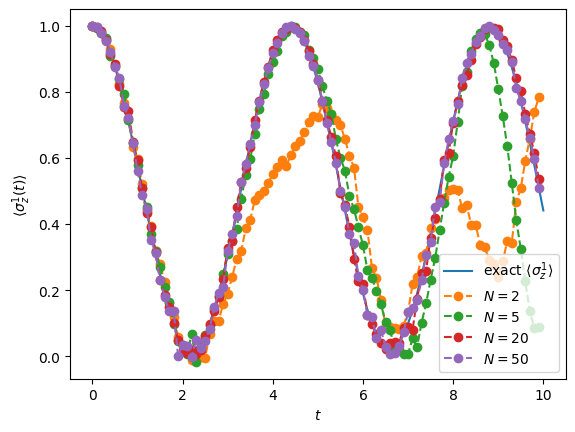 1.0
0.8
0.6
0.4
0.2
0.0
⟨σ_z^1(t)⟩
exact ⟨σ_z^1⟩
N = 2
N = 5
N = 20
N = 50
0 2 4 6 8 10
t